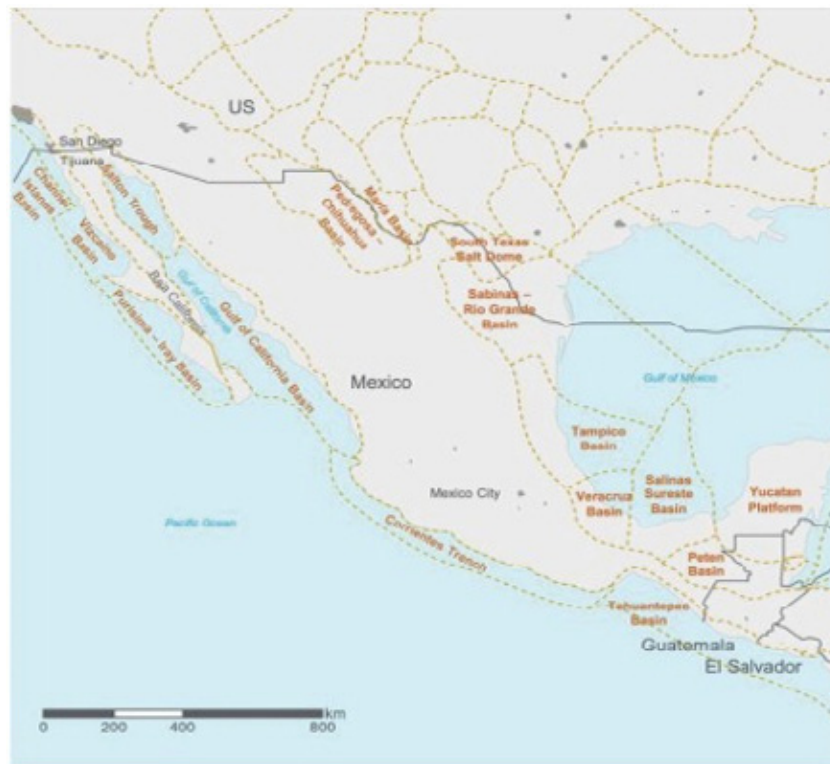 US
San Diego
Tijuana
Channel
Islands
Basin
Salton Trough
Vizcaino
Basin
Pedragosa –
Chihuahua
Basin
Marfa Basin
South Texas
Salt Dome
Sabinas –
Rio Grande
Basin
Baja California
Gulf of California
Gulf of California Basin
Purisima - Iray Basin
Mexico
Gulf of Mexico
Tampico
Basin
Mexico City
Veracruz
Basin
Salinas
Sureste
Basin
Yucatan
Platform
Pacific Ocean
Corrientes Trench
Peten
Basin
Tehuantepec
Basin
Guatemala
El Salvador
km
0 200 400 800